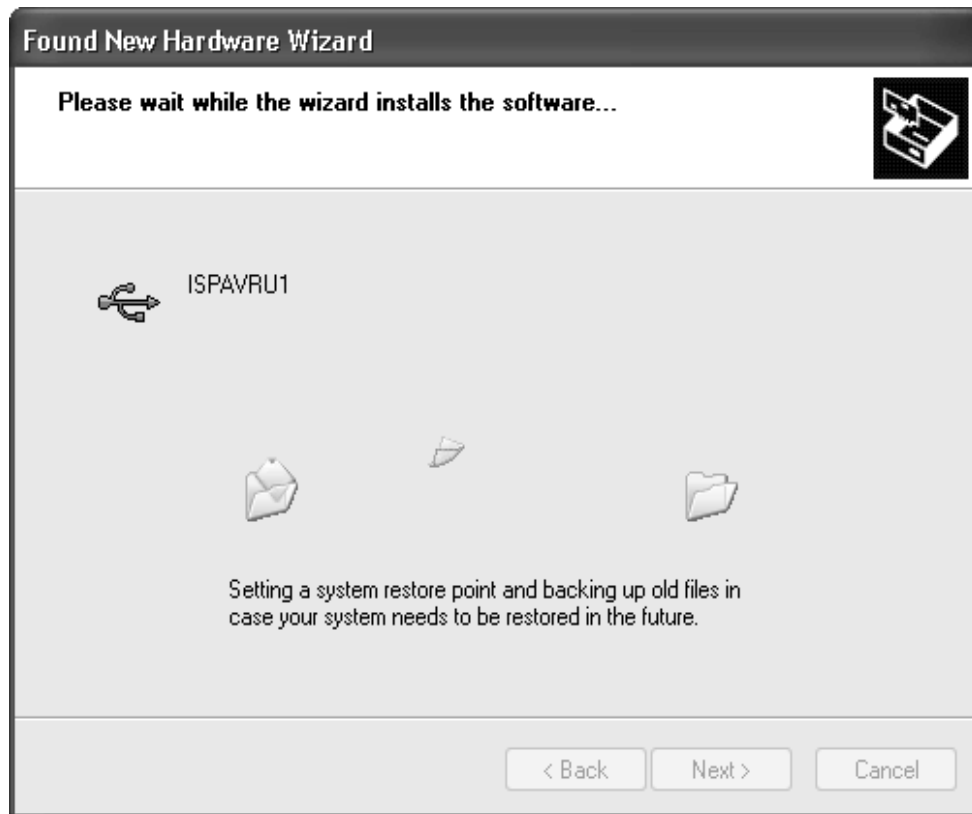 Found New Hardware Wizard
Please wait while the wizard installs the software...
ISPAVRU1
Setting a system restore point and backing up old files in
case your system needs to be restored in the future.
< Back
Next >
Cancel